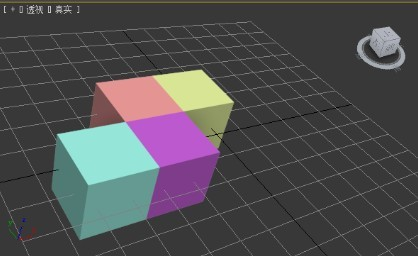 [ + ▯ 透视 ▯ 真实 ]